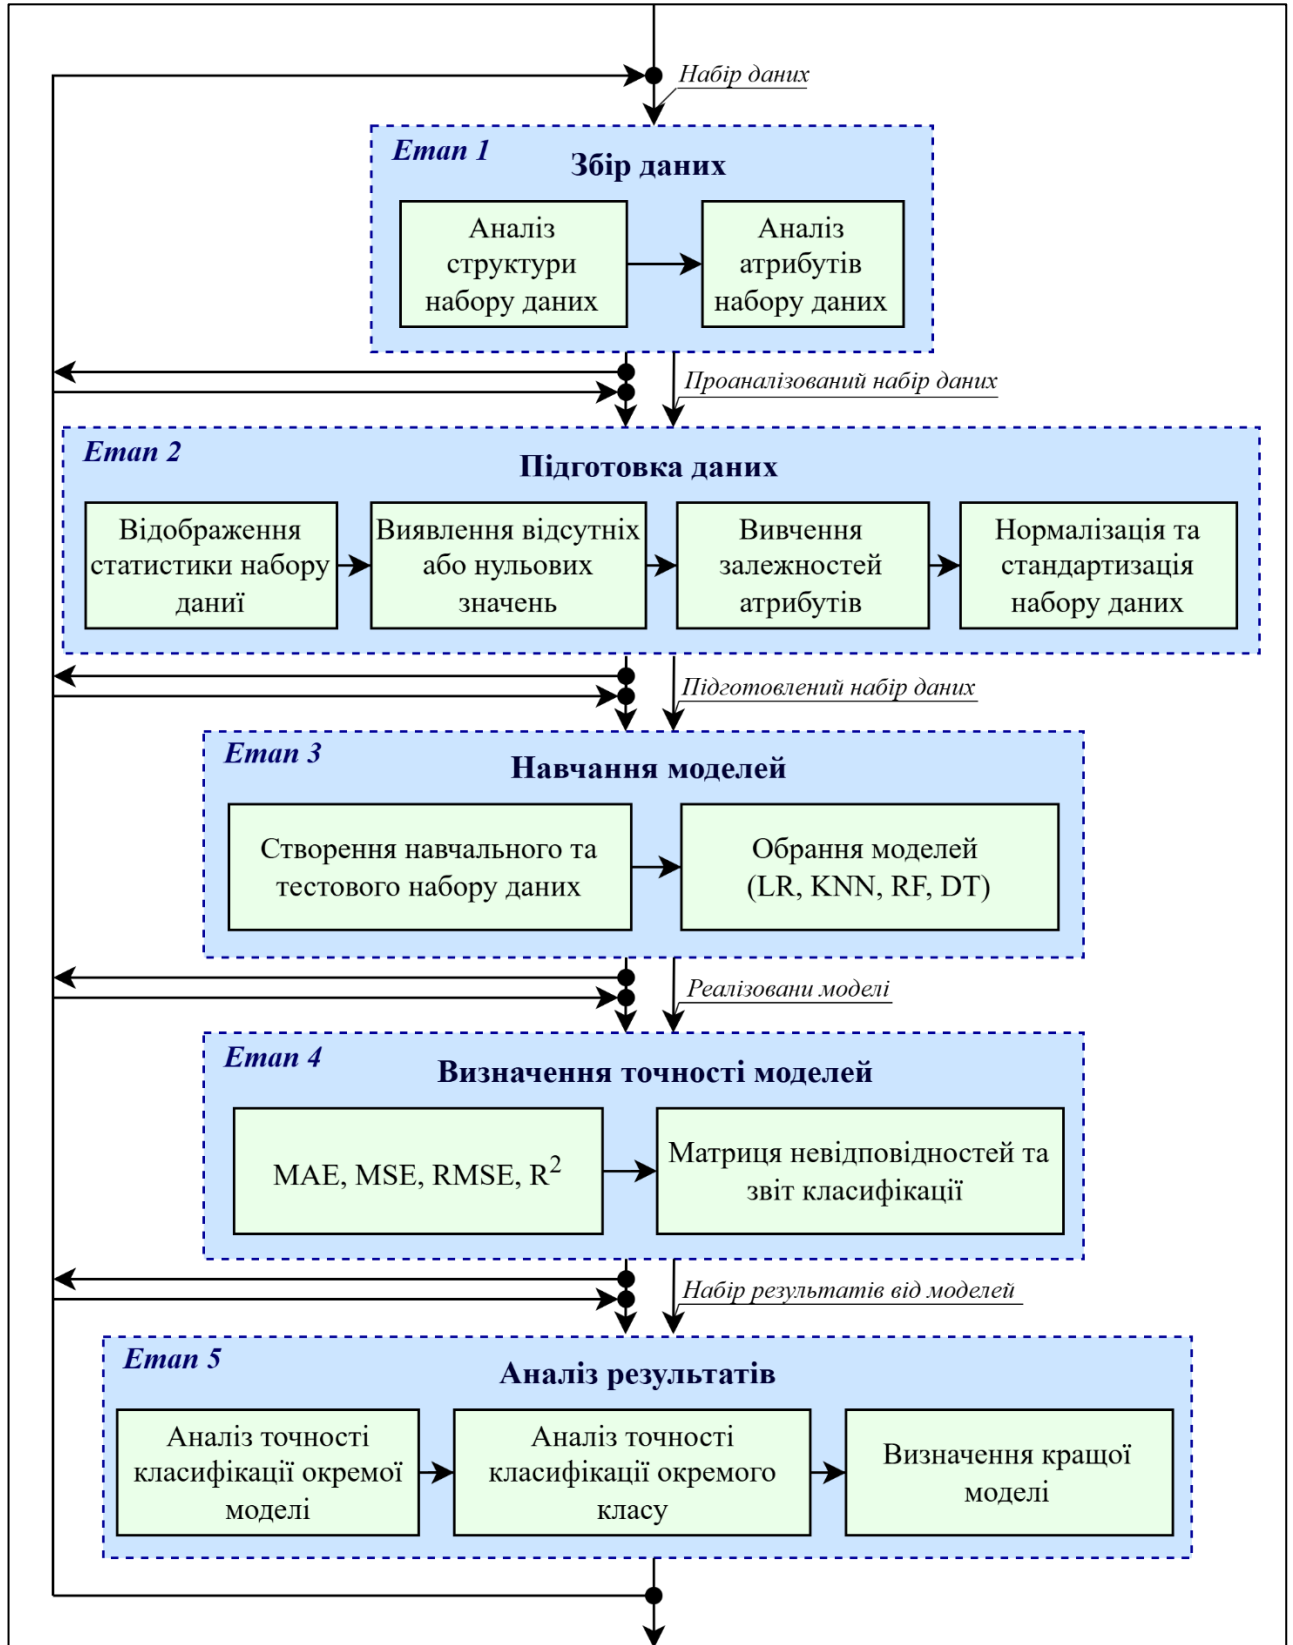 Набір даних
Етап 1
Збір даних
Аналіз
структури
набору даних
Аналіз
атрибутів
набору даних
Проаналізований набір даних
Етап 2
Підготовка даних
Відображення
статистики набору
даниї
Виявлення відсутніх
або нульових
значень
Вивчення
залежностей
атрибутів
Нормалізація та
стандартизація
набору даних
Підготовлений набір даних
Етап 3
Навчання моделей
Створення навчального та
тестового набору даних
Обрання моделей
(LR, KNN, RF, DT)
Реалізовани моделі
Етап 4
Визначення точності моделей
MAE, MSE, RMSE, R²
Матриця невідповідностей та
звіт класифікації
Набір результатів від моделей
Етап 5
Аналіз результатів
Аналіз точності
класифікації окремої
моделі
Аналіз точності
класифікації окремого
класу
Визначення кращої
моделі